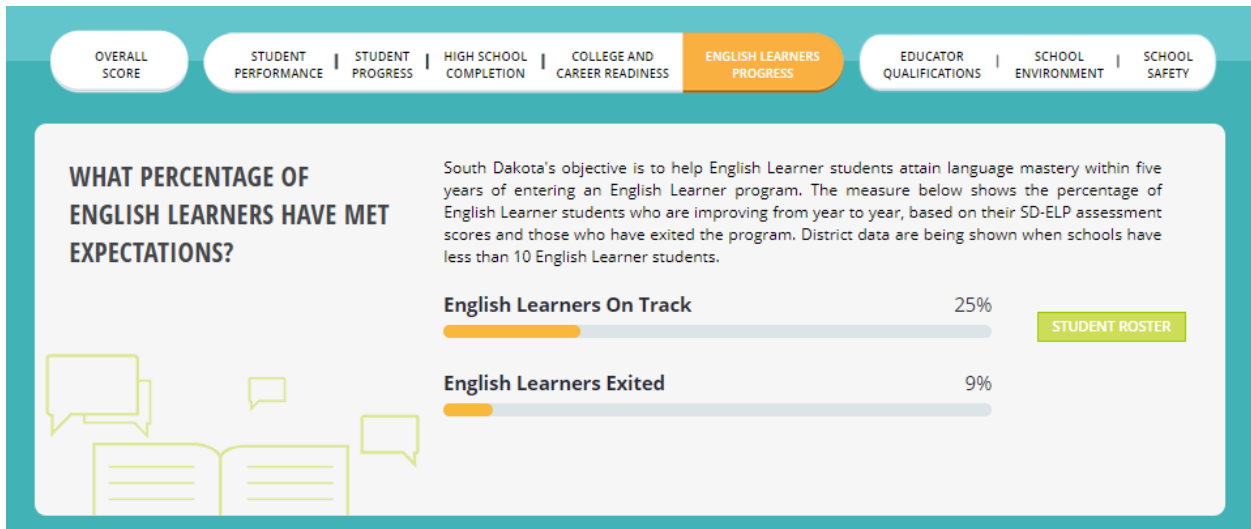 OVERALL
SCORE
STUDENT
PERFORMANCE
STUDENT
PROGRESS
HIGH SCHOOL
COMPLETION
COLLEGE AND
CAREER READINESS
ENGLISH LEARNERS
PROGRESS
EDUCATOR
QUALIFICATIONS
SCHOOL
ENVIRONMENT
SCHOOL
SAFETY
WHAT PERCENTAGE OF
ENGLISH LEARNERS HAVE MET
EXPECTATIONS?
South Dakota's objective is to help English Learner students attain language mastery within five
years of entering an English Learner program. The measure below shows the percentage of
English Learner students who are improving from year to year, based on their SD-ELP assessment
scores and those who have exited the program. District data are being shown when schools have
less than 10 English Learner students.
English Learners On Track 25%
STUDENT ROSTER
English Learners Exited 9%